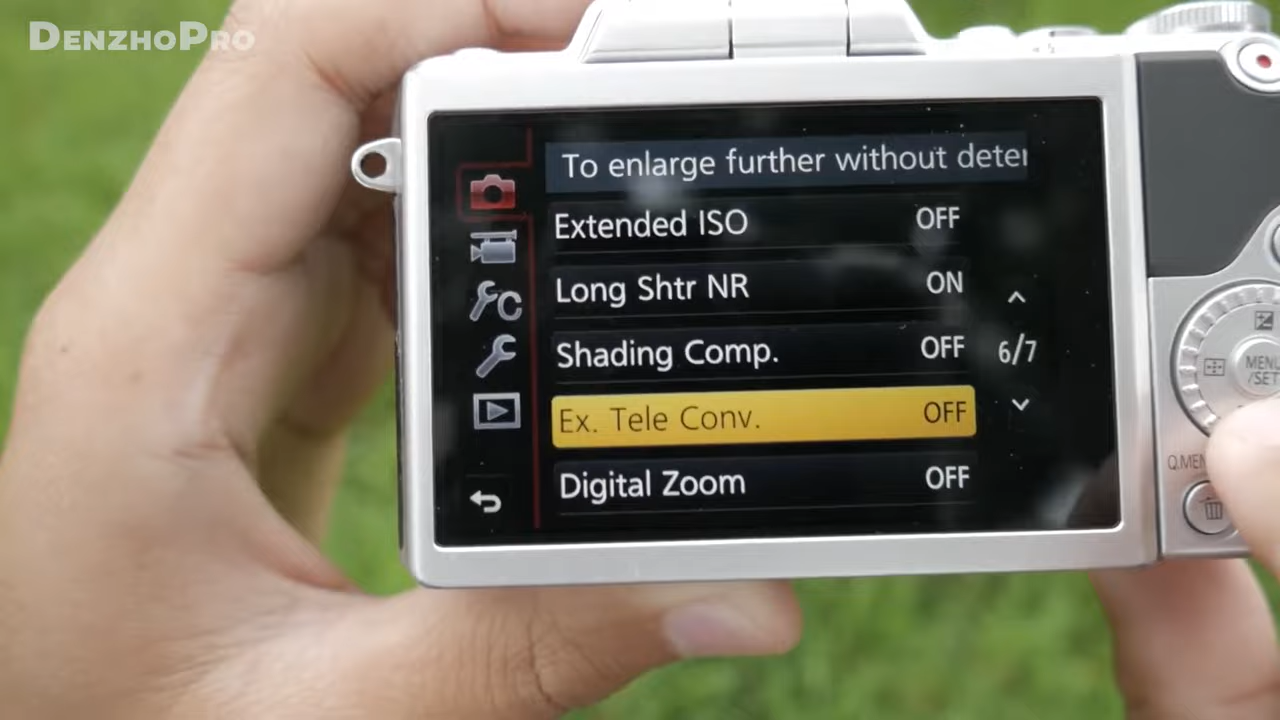 DENZHOPRO
To enlarge further without deter
Extended ISO OFF
Long Shtr NR ON
Shading Comp. OFF
6/7
Ex. Tele Conv. OFF
Digital Zoom OFF
C
MENU
/SET
Q.MEN